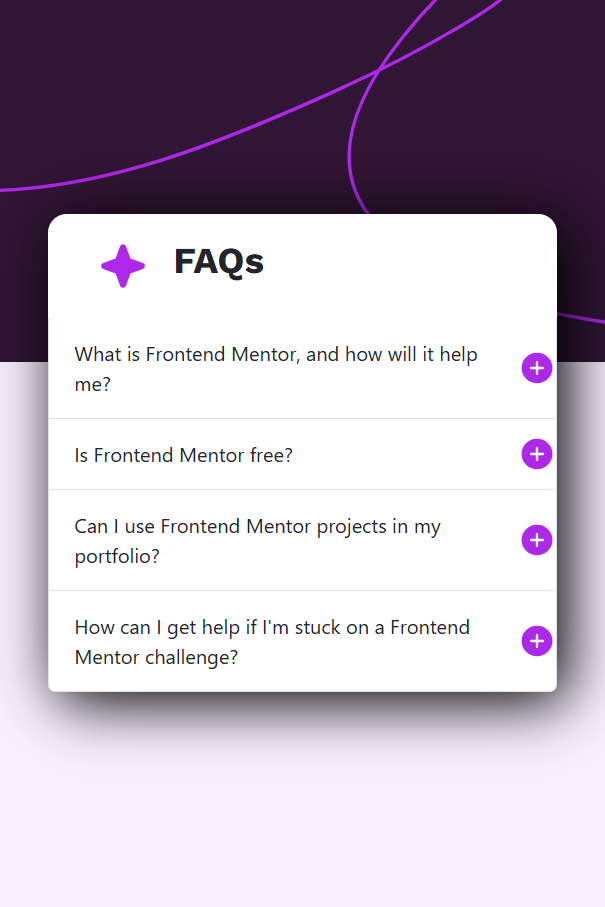 FAQs
What is Frontend Mentor, and how will it help
me?
Is Frontend Mentor free?
Can I use Frontend Mentor projects in my
portfolio?
How can I get help if I'm stuck on a Frontend
Mentor challenge?